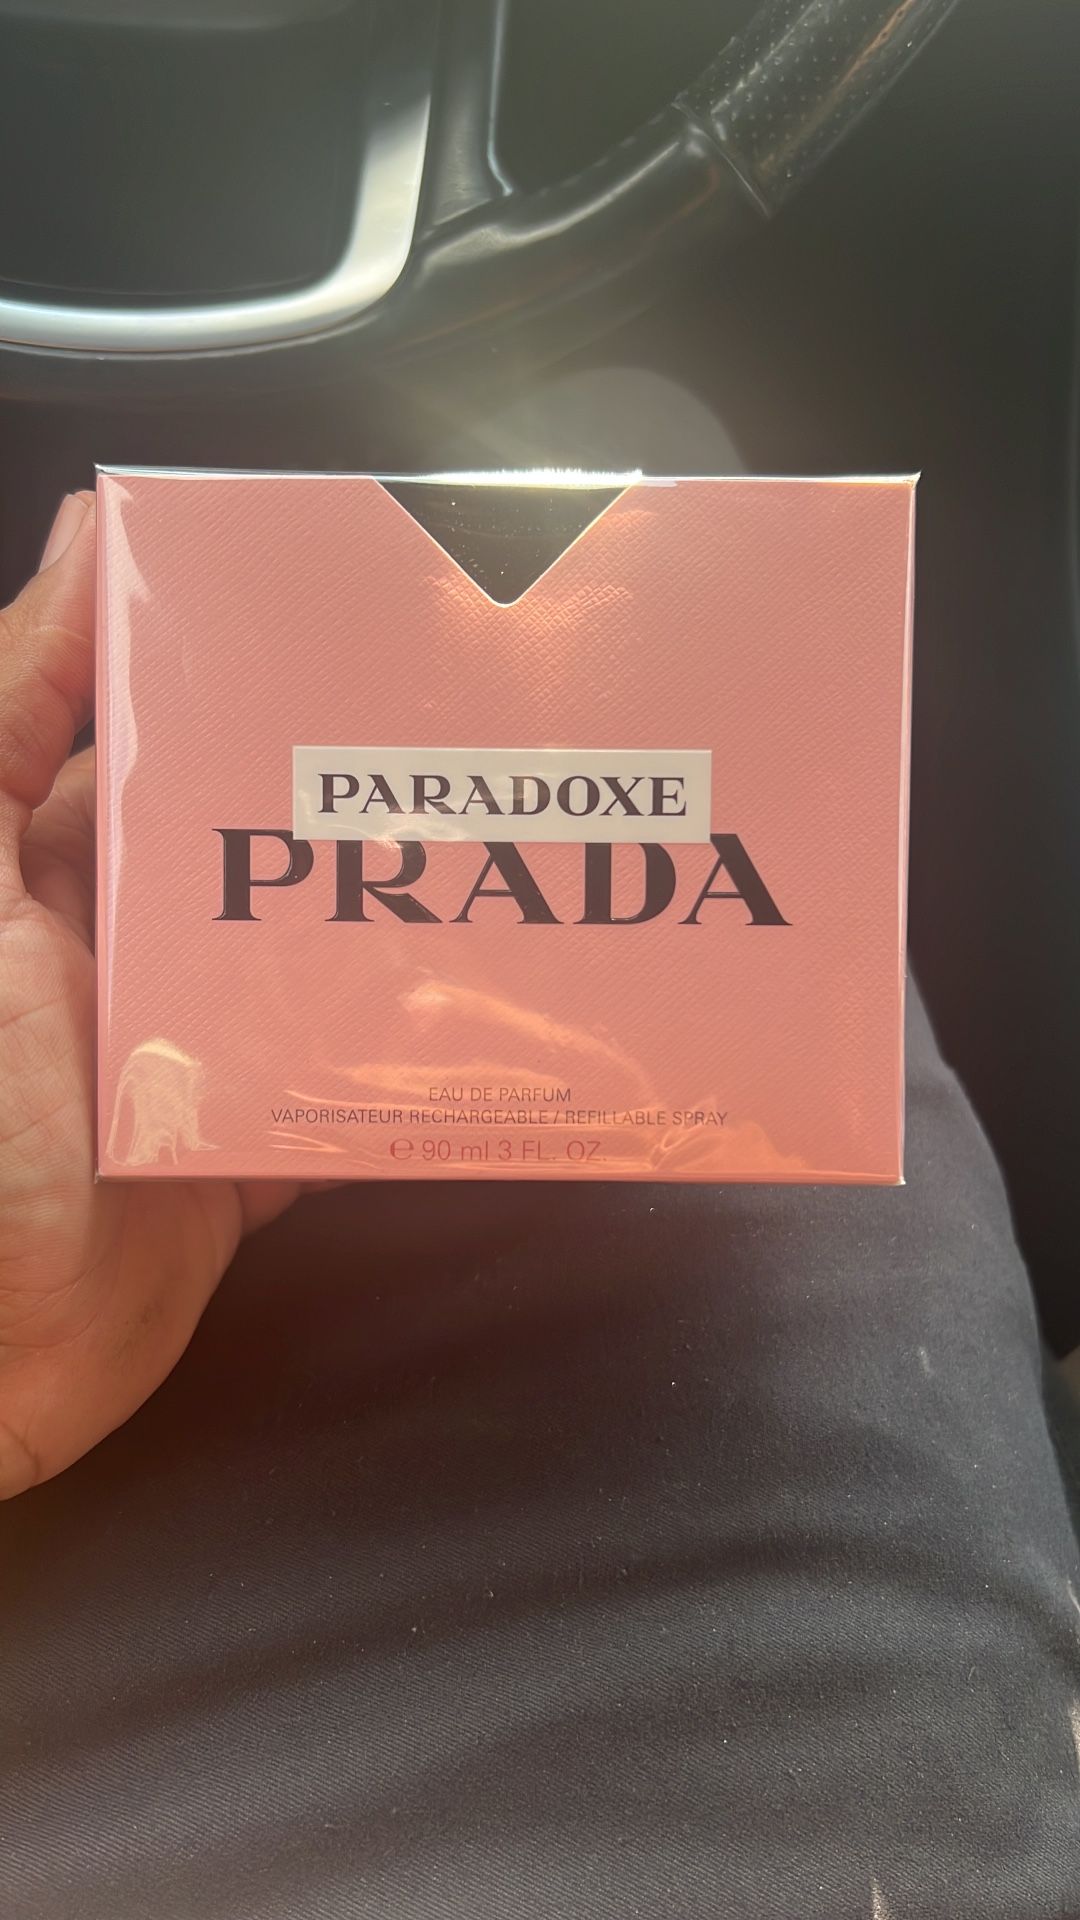 PARADOXE
PRADA
EAU DE PARFUM
VAPORISATEUR RECHARGEABLE / REFILLABLE SPRAY
℮ 90 ml 3 FL. OZ.